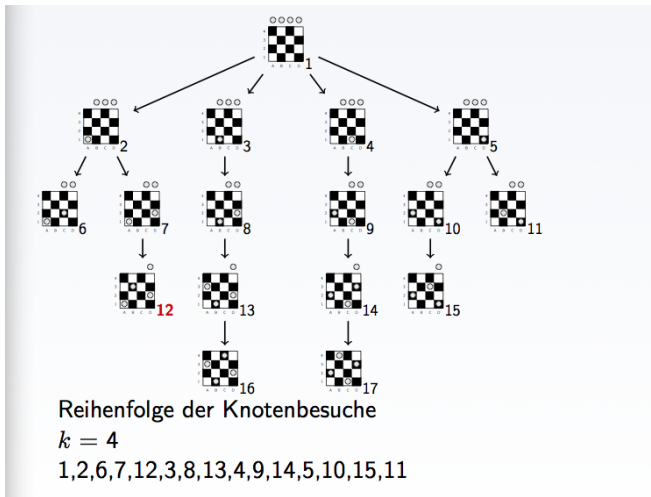 1
2 3 4 5
6 7 8 9 10 11
12 13 14 15
16 17
Reihenfolge der Knotenbesuche
k = 4
1,2,6,7,12,3,8,13,4,9,14,5,10,15,11